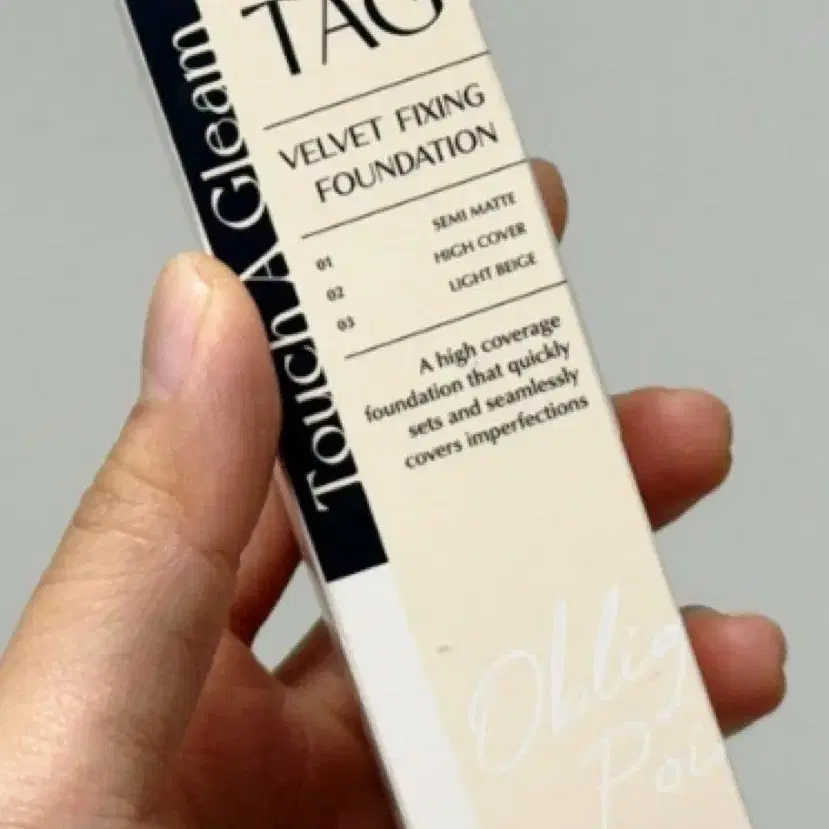 TAG
VELVET FIXING
FOUNDATION
01 SEMI MATTE
02 HIGH COVER
03 LIGHT BEIGE
A high coverage
foundation that quickly
sets and seamlessly
covers imperfections
Touch A Gleam